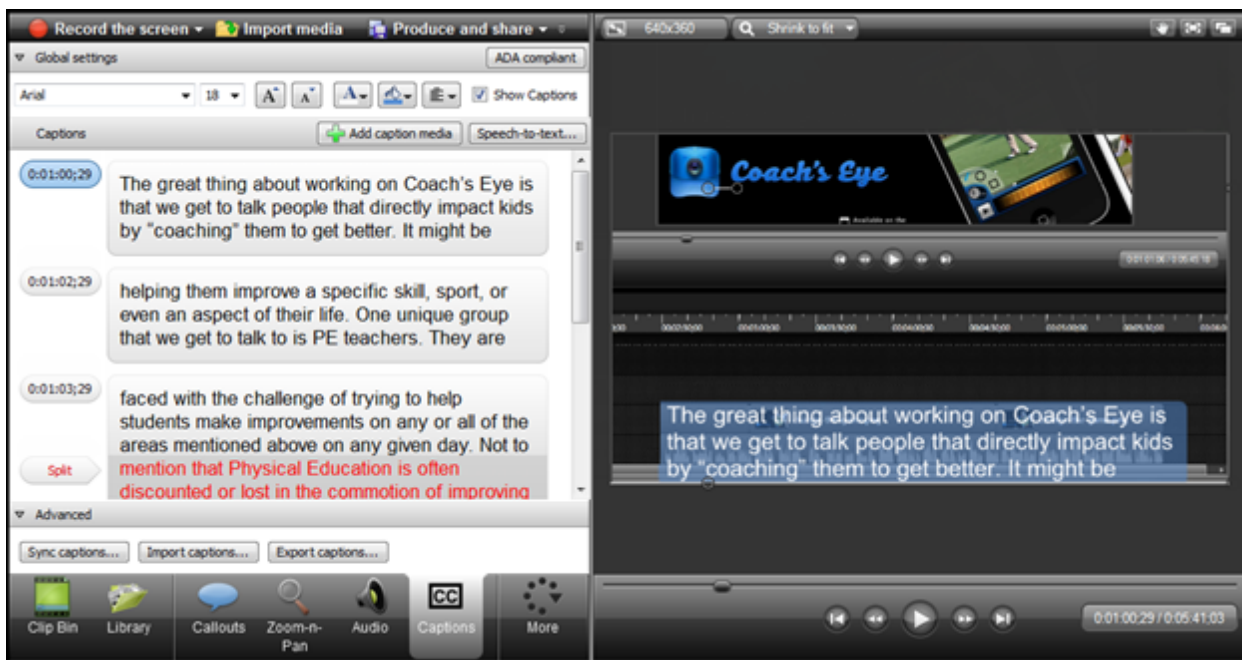 Record the screen Import media Produce and share
Global settings ADA compliant
Arial 18 Show Captions
Captions Add caption media Speech-to-text...
0:01:00;29
The great thing about working on Coach's Eye is
that we get to talk people that directly impact kids
by "coaching" them to get better. It might be
0:01:02;29
helping them improve a specific skill, sport, or
even an aspect of their life. One unique group
that we get to talk to is PE teachers. They are
0:01:03;29
faced with the challenge of trying to help
students make improvements on any or all of the
areas mentioned above on any given day. Not to
Split
mention that Physical Education is often
discounted or lost in the commotion of improving
Advanced
Sync captions... Import captions... Export captions...
Clip Bin Library Callouts Zoom-n-
Pan Audio Captions More
CC
640x360 Shrink to fit
Coach's Eye
Available on the
The great thing about working on Coach's Eye is
that we get to talk people that directly impact kids
by "coaching" them to get better. It might be
0:01:00;29 / 0:05:41;03